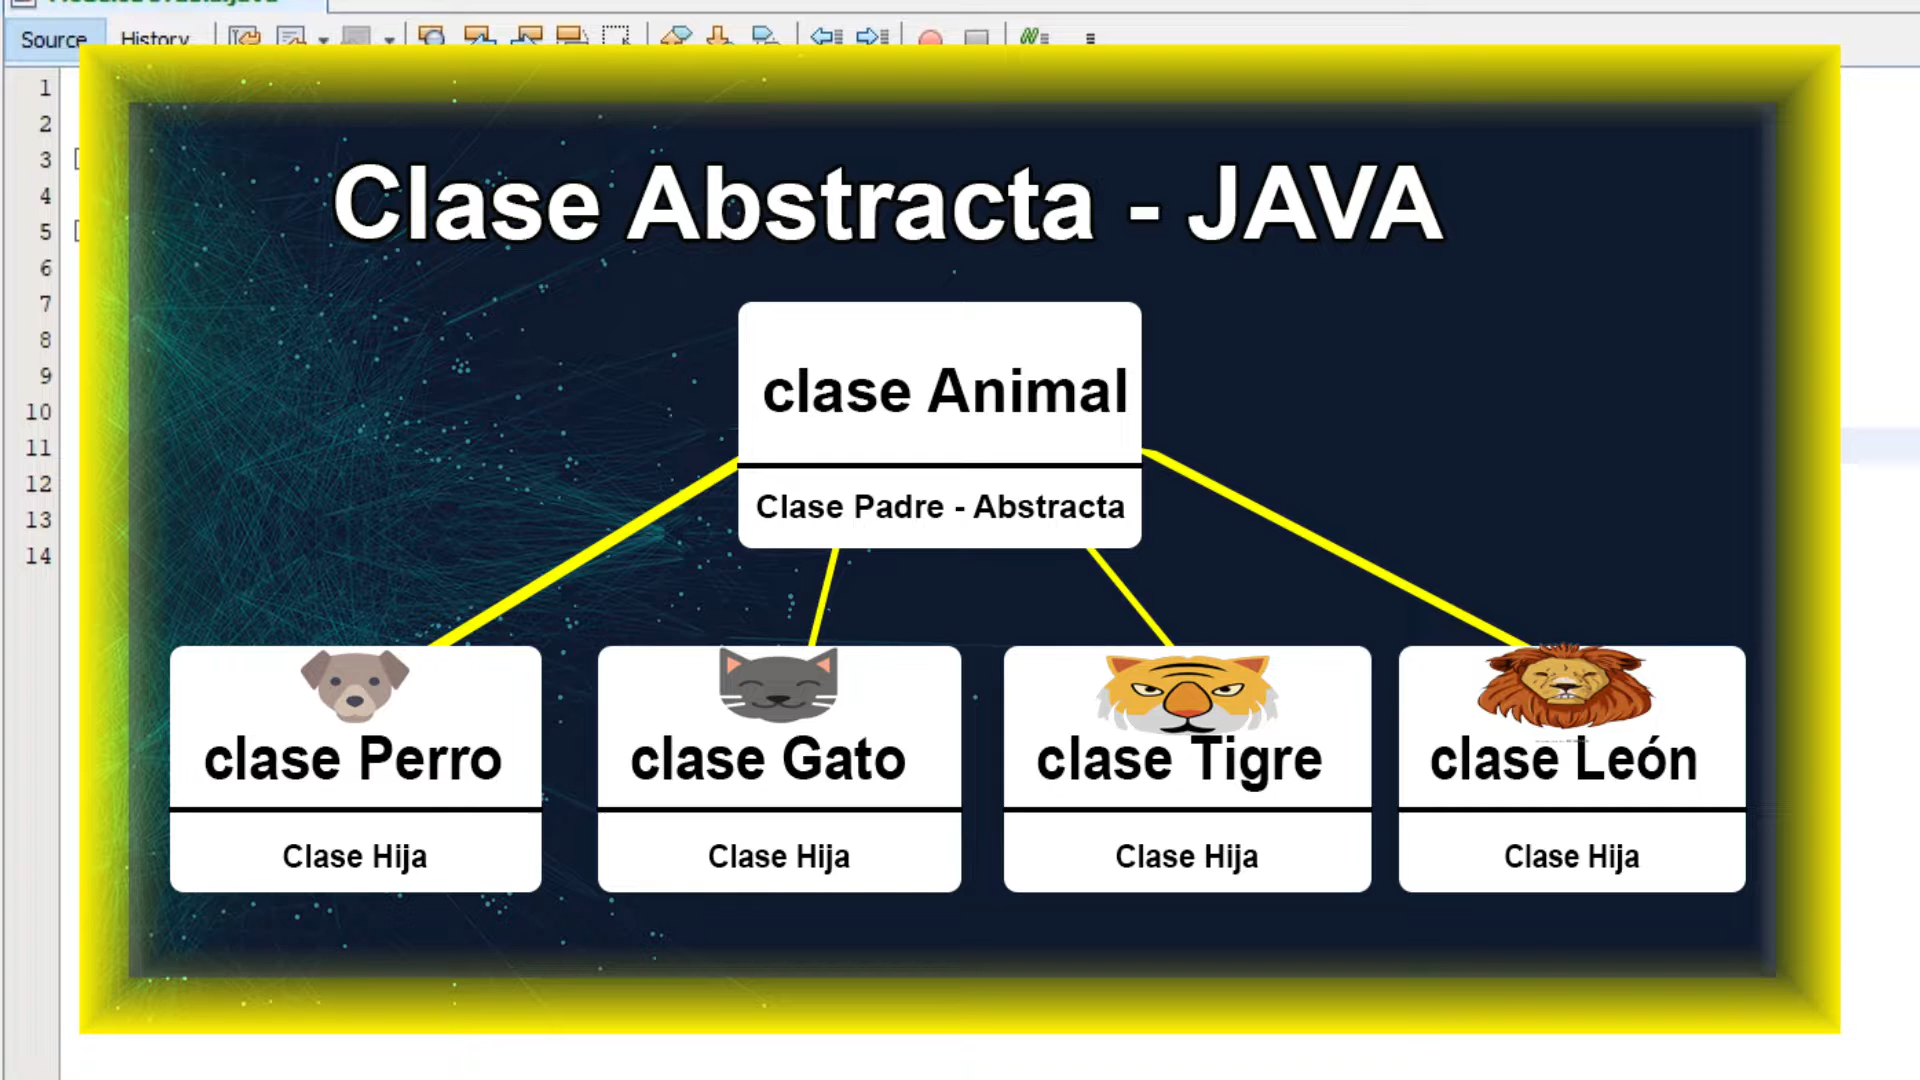 Source History
1
2
3
4
5
6
7
8
9
10
11
12
13
14
Clase Abstracta - JAVA
clase Animal
Clase Padre - Abstracta
clase Perro
Clase Hija
clase Gato
Clase Hija
clase Tigre
Clase Hija
clase León
Clase Hija